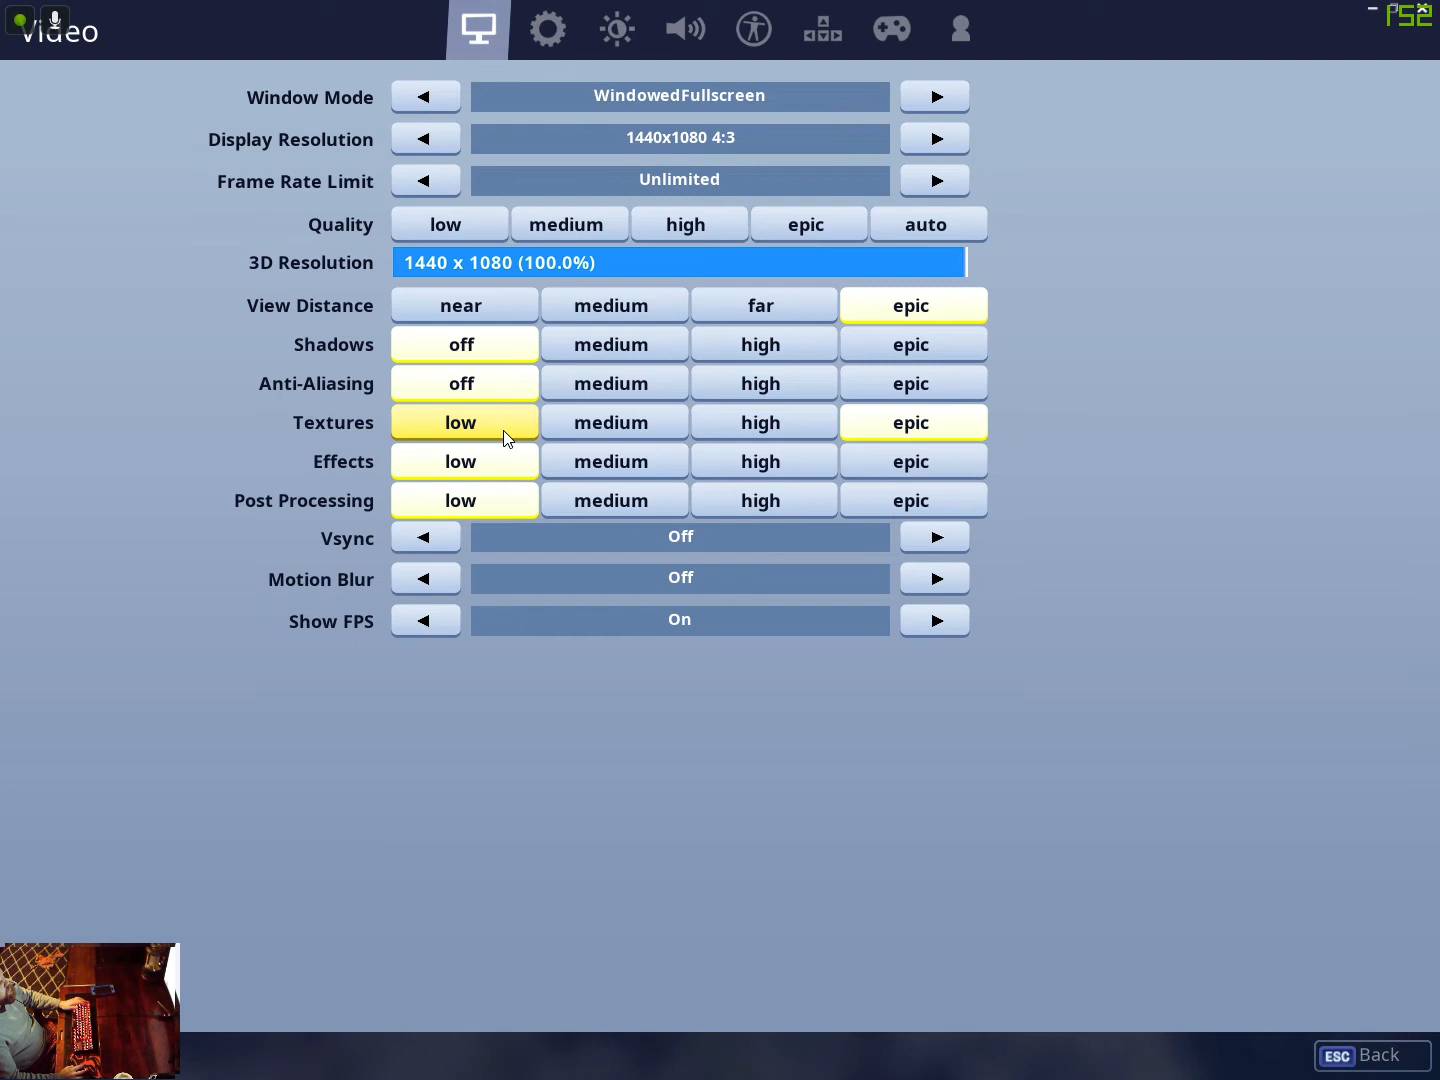 Video
152
Window Mode WindowedFullscreen
Display Resolution 1440x1080 4:3
Frame Rate Limit Unlimited
Quality low medium high epic auto
3D Resolution 1440 x 1080 (100.0%)
View Distance near medium far epic
Shadows off medium high epic
Anti-Aliasing off medium high epic
Textures low medium high epic
Effects low medium high epic
Post Processing low medium high epic
Vsync Off
Motion Blur Off
Show FPS On
ESC Back